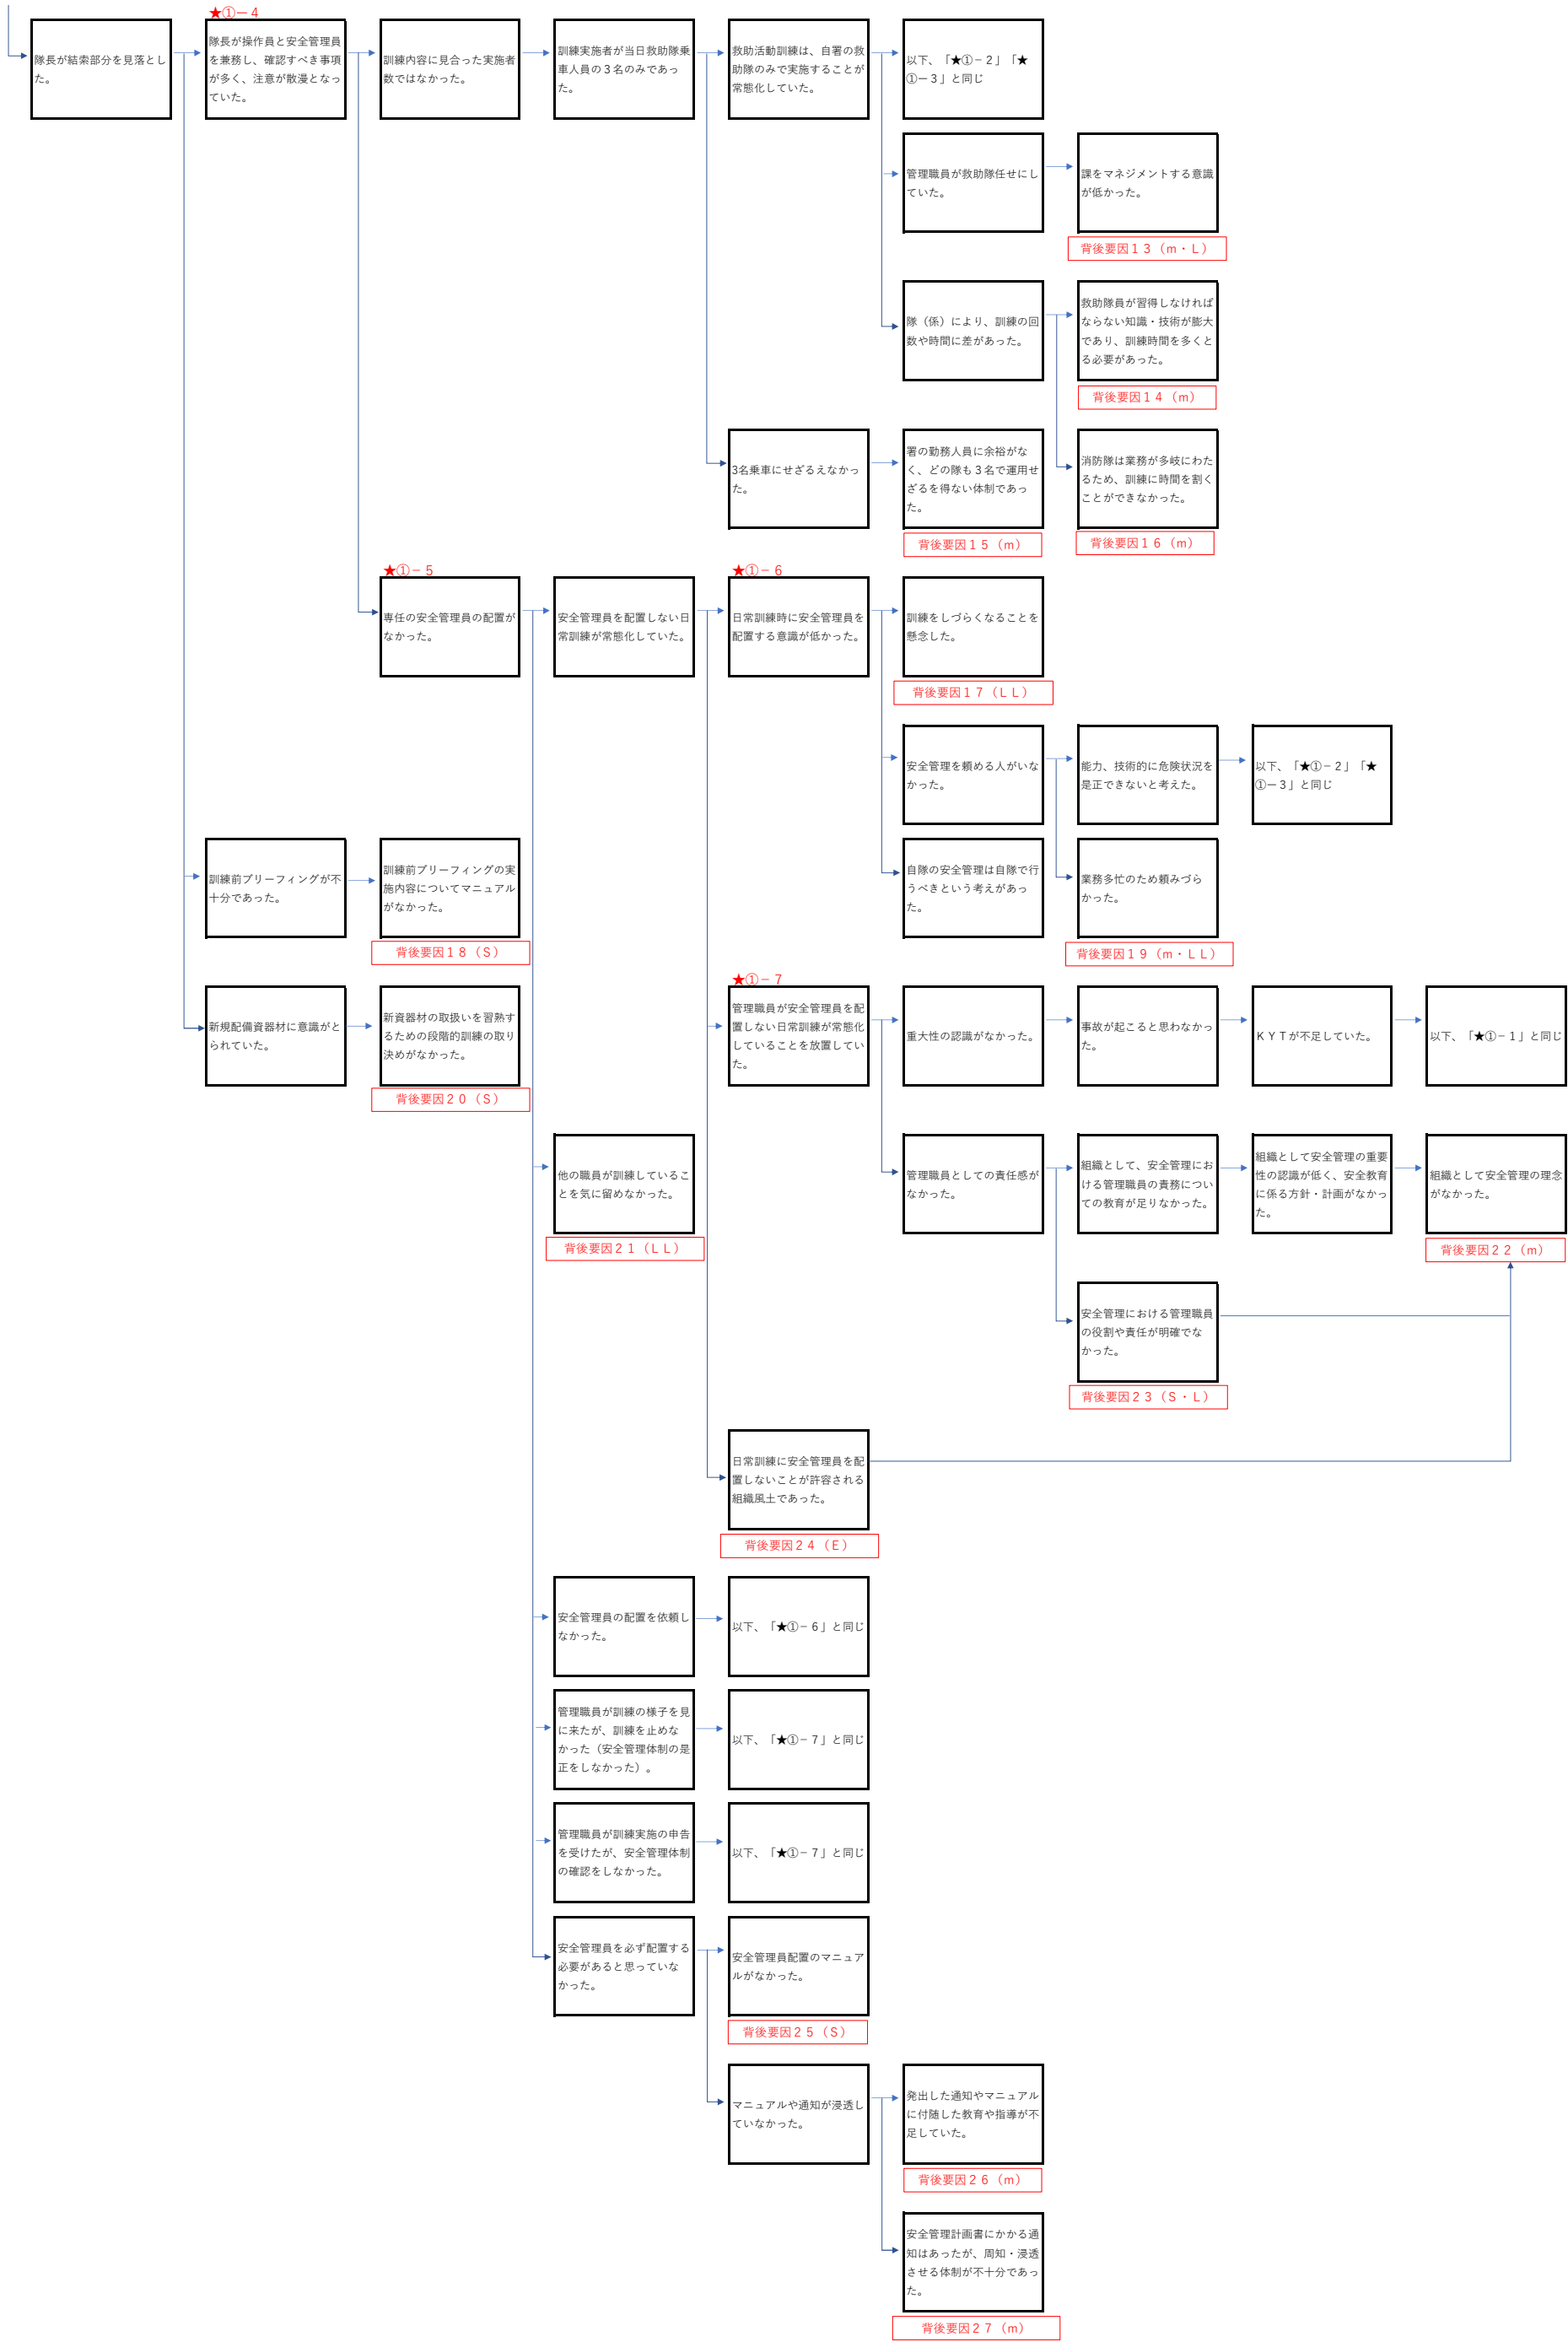 ★①－４
隊長が結索部分を見落とし
た。
隊長が操作員と安全管理員
を兼務し、確認すべき事項
が多く、注意が散漫となっ
ていた。
訓練内容に見合った実施者
数ではなかった。
訓練実施者が当日救助隊乗
車人員の３名のみであっ
た。
救助活動訓練は、自署の救
助隊のみで実施することが
常態化していた。
以下、「★①－２」「★
①ー３」と同じ
管理職員が救助隊任せにし
ていた。
課をマネジメントする意識
が低かった。
背後要因１３（ｍ・Ｌ）
隊（係）により、訓練の回
数や時間に差があった。
救助隊員が習得しなければ
ならない知識・技術が膨大
であり、訓練時間を多くと
る必要があった。
背後要因１４（ｍ）
3名乗車にせざるえなかっ
た。
署の勤務人員に余裕がな
く、どの隊も３名で運用せ
ざるを得ない体制であっ
た。
背後要因１５（ｍ）
消防隊は業務が多岐にわた
るため、訓練に時間を割く
ことができなかった。
背後要因１６（ｍ）
★①－５
専任の安全管理員の配置が
なかった。
安全管理員を配置しない日
常訓練が常態化していた。
★①－６
日常訓練時に安全管理員を
配置する意識が低かった。
訓練をしづらくなることを
懸念した。
背後要因１７（ＬＬ）
安全管理を頼める人がいな
かった。
能力、技術的に危険状況を
是正できないと考えた。
以下、「★①－２」「★
①ー３」と同じ
訓練前ブリーフィングが不
十分であった。
訓練前ブリーフィングの実
施内容についてマニュアル
がなかった。
背後要因１８（Ｓ）
自隊の安全管理は自隊で行
うべきという考えがあっ
た。
業務多忙のため頼みづら
かった。
背後要因１９（ｍ・ＬＬ）
新規配備資器材に意識がと
られていた。
新資器材の取扱いを習熟す
るための段階的訓練の取り
決めがなかった。
背後要因２０（Ｓ）
★①－７
管理職員が安全管理員を配
置しない日常訓練が常態化
していることを放置してい
た。
重大性の認識がなかった。
事故が起こると思わなかっ
た。
ＫＹＴが不足していた。
以下、「★①－１」と同じ
他の職員が訓練しているこ
とを気に留めなかった。
背後要因２１（ＬＬ）
管理職員としての責任感が
なかった。
組織として、安全管理にお
ける管理職員の責務につい
ての教育が足りなかった。
組織として安全管理の重要
性の認識が低く、安全教育
に係る方針・計画がなかっ
た。
組織として安全管理の理念
がなかった。
背後要因２２（ｍ）
安全管理における管理職員
の役割や責任が明確でな
かった。
背後要因２３（Ｓ・Ｌ）
日常訓練に安全管理員を配
置しないことが許容される
組織風土であった。
背後要因２４（Ｅ）
安全管理員の配置を依頼し
なかった。
以下、「★①－６」と同じ
管理職員が訓練の様子を見
に来たが、訓練を止めな
かった（安全管理体制の是
正をしなかった）。
以下、「★①－７」と同じ
管理職員が訓練実施の申告
を受けたが、安全管理体制
の確認をしなかった。
以下、「★①－７」と同じ
安全管理員を必ず配置する
必要があると思っていな
かった。
安全管理員配置のマニュア
ルがなかった。
背後要因２５（Ｓ）
マニュアルや通知が浸透し
ていなかった。
発出した通知やマニュアル
に付随した教育や指導が不
足していた。
背後要因２６（ｍ）
安全管理計画書にかかる通
知はあったが、周知・浸透
させる体制が不十分であっ
た。
背後要因２７（ｍ）